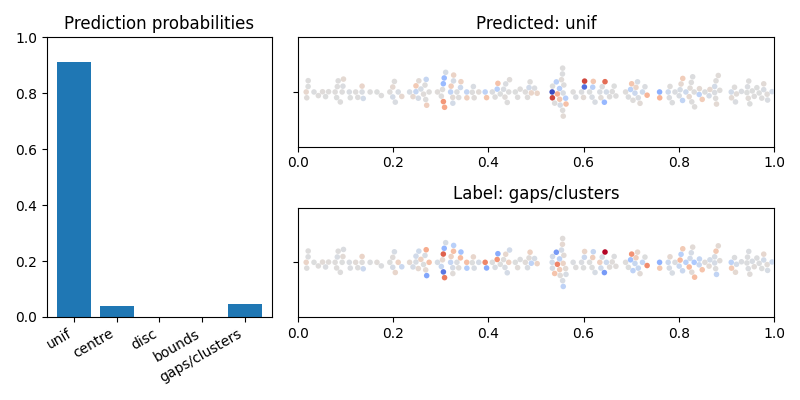 Prediction probabilities
1.0
0.8
0.6
0.4
0.2
0.0
unif
centre
disc
bounds
gaps/clusters
Predicted: unif
0.0 0.2 0.4 0.6 0.8 1.0
Label: gaps/clusters
0.0 0.2 0.4 0.6 0.8 1.0